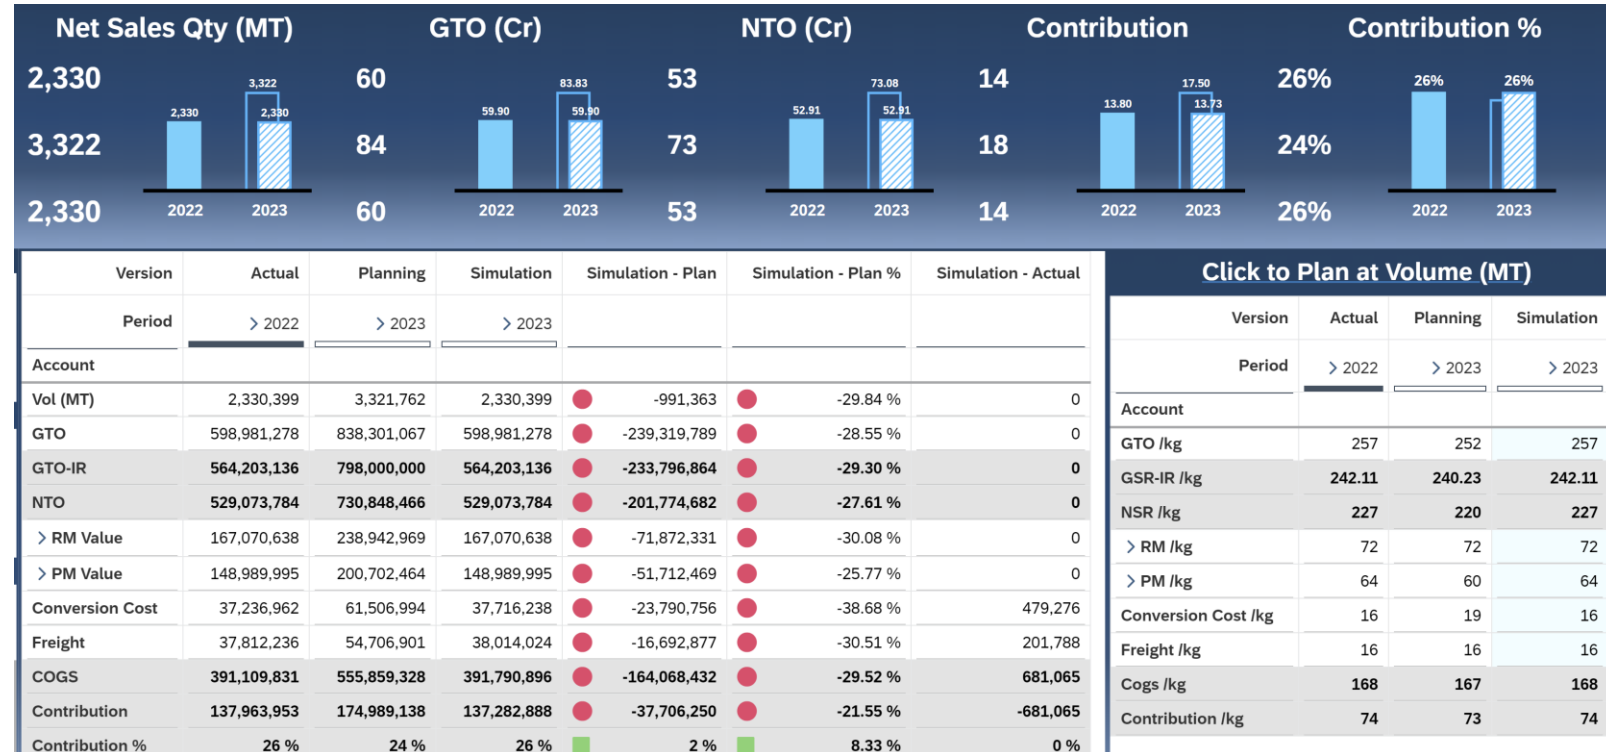 Net Sales Qty (MT) GTO (Cr) NTO (Cr) Contribution Contribution %
2,330 60 53 14 26%
3,322 83.83 73.08 17.50 26% 26%
2,330 2,330 59.90 59.90 52.91 52.91 13.80 13.73
3,322 84 73 18 24%
2,330 2022 2023 60 2022 2023 53 2022 2023 14 2022 2023 26% 2022 2023
Version Actual Planning Simulation Simulation - Plan Simulation - Plan % Simulation - Actual
Period > 2022 > 2023 > 2023
Account
Vol (MT) 2,330,399 3,321,762 2,330,399 -991,363 -29.84 % 0
GTO 598,981,278 838,301,067 598,981,278 -239,319,789 -28.55 % 0
GTO-IR 564,203,136 798,000,000 564,203,136 -233,796,864 -29.30 % 0
NTO 529,073,784 730,848,466 529,073,784 -201,774,682 -27.61 % 0
> RM Value 167,070,638 238,942,969 167,070,638 -71,872,331 -30.08 % 0
> PM Value 148,989,995 200,702,464 148,989,995 -51,712,469 -25.77 % 0
Conversion Cost 37,236,962 61,506,994 37,716,238 -23,790,756 -38.68 % 479,276
Freight 37,812,236 54,706,901 38,014,024 -16,692,877 -30.51 % 201,788
COGS 391,109,831 555,859,328 391,790,896 -164,068,432 -29.52 % 681,065
Contribution 137,963,953 174,989,138 137,282,888 -37,706,250 -21.55 % -681,065
Contribution % 26 % 24 % 26 % 2 % 8.33 % 0 %
Click to Plan at Volume (MT)
Version Actual Planning Simulation
Period > 2022 > 2023 > 2023
Account
GTO /kg 257 252 257
GSR-IR /kg 242.11 240.23 242.11
NSR /kg 227 220 227
> RM /kg 72 72 72
> PM /kg 64 60 64
Conversion Cost /kg 16 19 16
Freight /kg 16 16 16
Cogs /kg 168 167 168
Contribution /kg 74 73 74